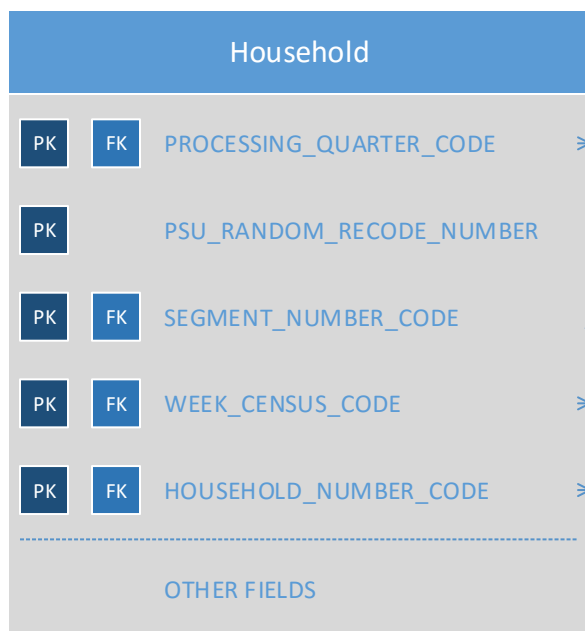 Household
PK FK PROCESSING_QUARTER_CODE
PK PSU_RANDOM_RECODE_NUMBER
PK FK SEGMENT_NUMBER_CODE
PK FK WEEK_CENSUS_CODE
PK FK HOUSEHOLD_NUMBER_CODE
OTHER FIELDS